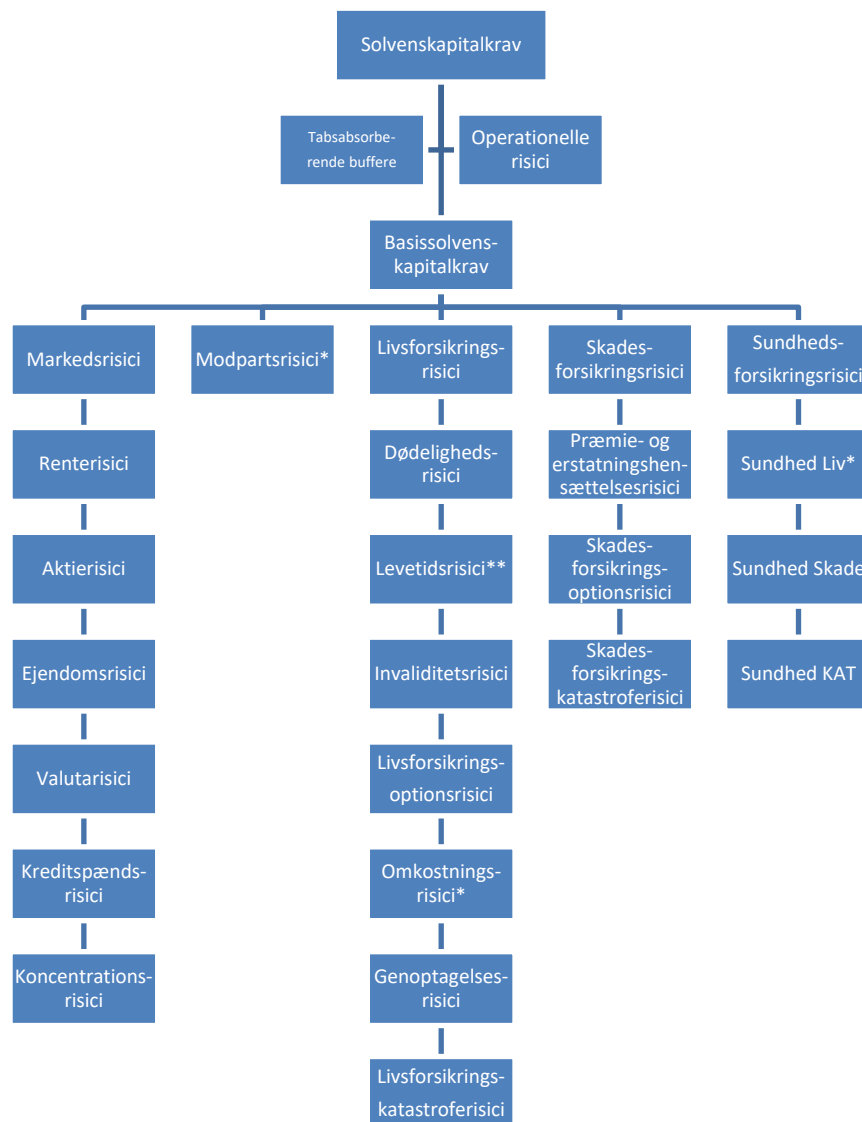 Solvenskapitalkrav
Tabsabsorbe-
rende buffere
Operationelle
risici
Basissolvens-
kapitalkrav
Markedsrisici
Renterisici
Aktierisici
Ejendomsrisici
Valutarisici
Kreditspænds-
risici
Koncentrations-
risici
Modpartsrisici*
Livsforsikrings-
risici
Dødeligheds-
risici
Levetidsrisici**
Invaliditetsrisici
Livsforsikrings-
optionsrisici
Omkostnings-
risici*
Genoptagelses-
risici
Livsforsikrings-
katastroferisici
Skades-
forsikringsrisici
Præmie- og
erstatningshen-
sættelsesrisici
Skades-
forsikrings-
optionsrisici
Skades-
forsikrings-
katastroferisici
Sundheds-
forsikringsrisici
Sundhed Liv*
Sundhed Skade
Sundhed KAT